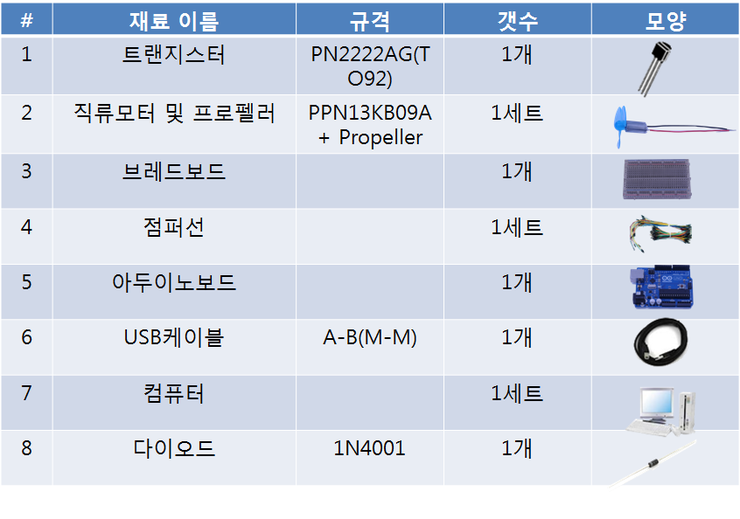 # 재료 이름 규격 갯수 모양
1 트랜지스터 PN2222AG(T 1개
O92)
2 직류모터 및 프로펠러 PPN13KB09A 1세트
+ Propeller
3 브레드보드 1개
4 점퍼선 1세트
5 아두이노보드 1개
6 USB케이블 A-B(M-M) 1개
7 컴퓨터 1세트
8 다이오드 1N4001 1개